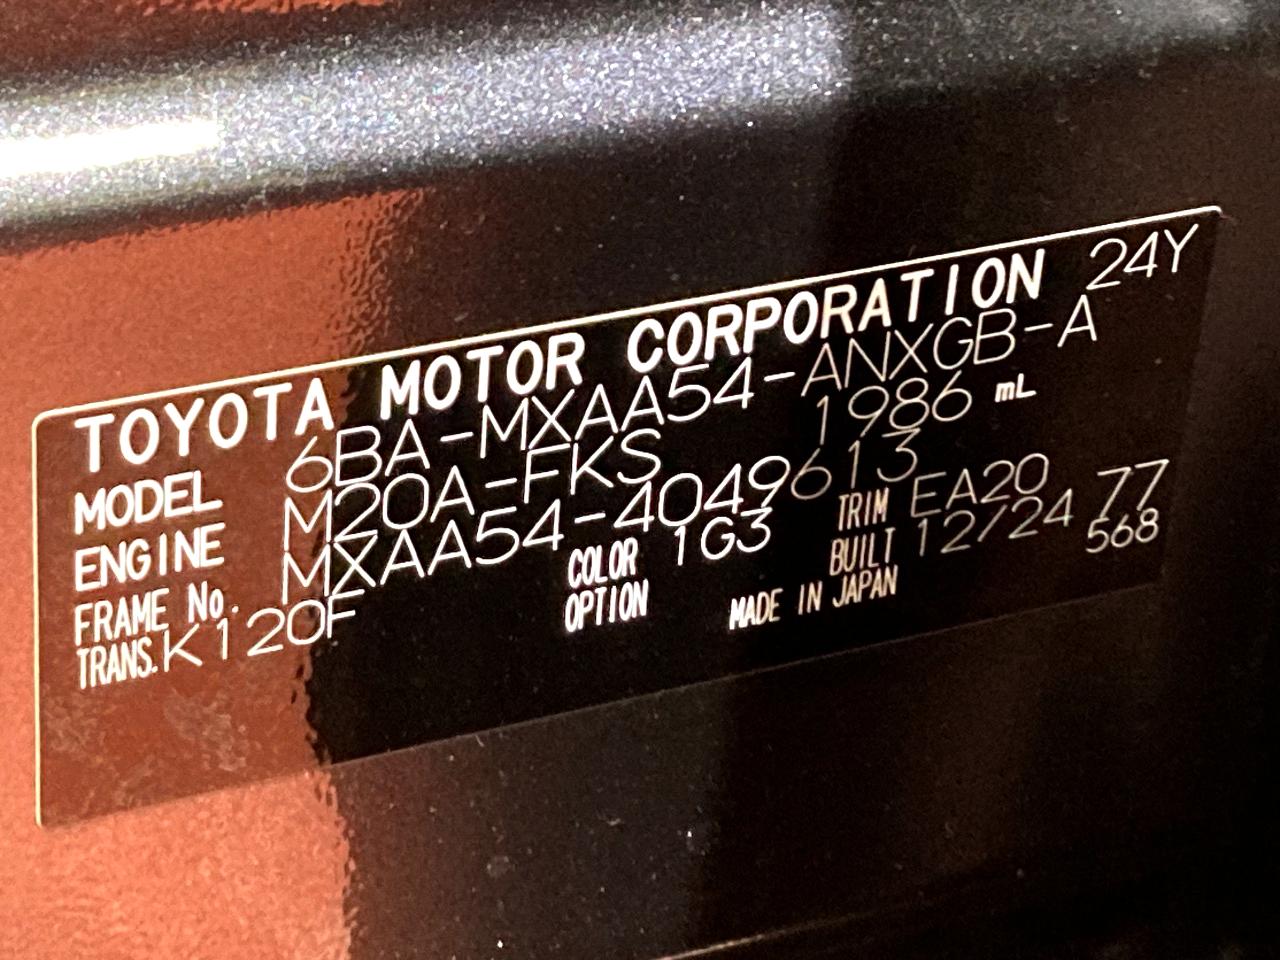 TOYOTA MOTOR CORPORATION 24Y
MODEL 6BA-MXAA54-ANXGB-A
ENGINE M20A-FKS 1986 mL
FRAME No. MXAA54-4049613
COLOR 1G3 TRIM EA20 77
TRANS. K120F OPTION BUILT 12/24 568
MADE IN JAPAN